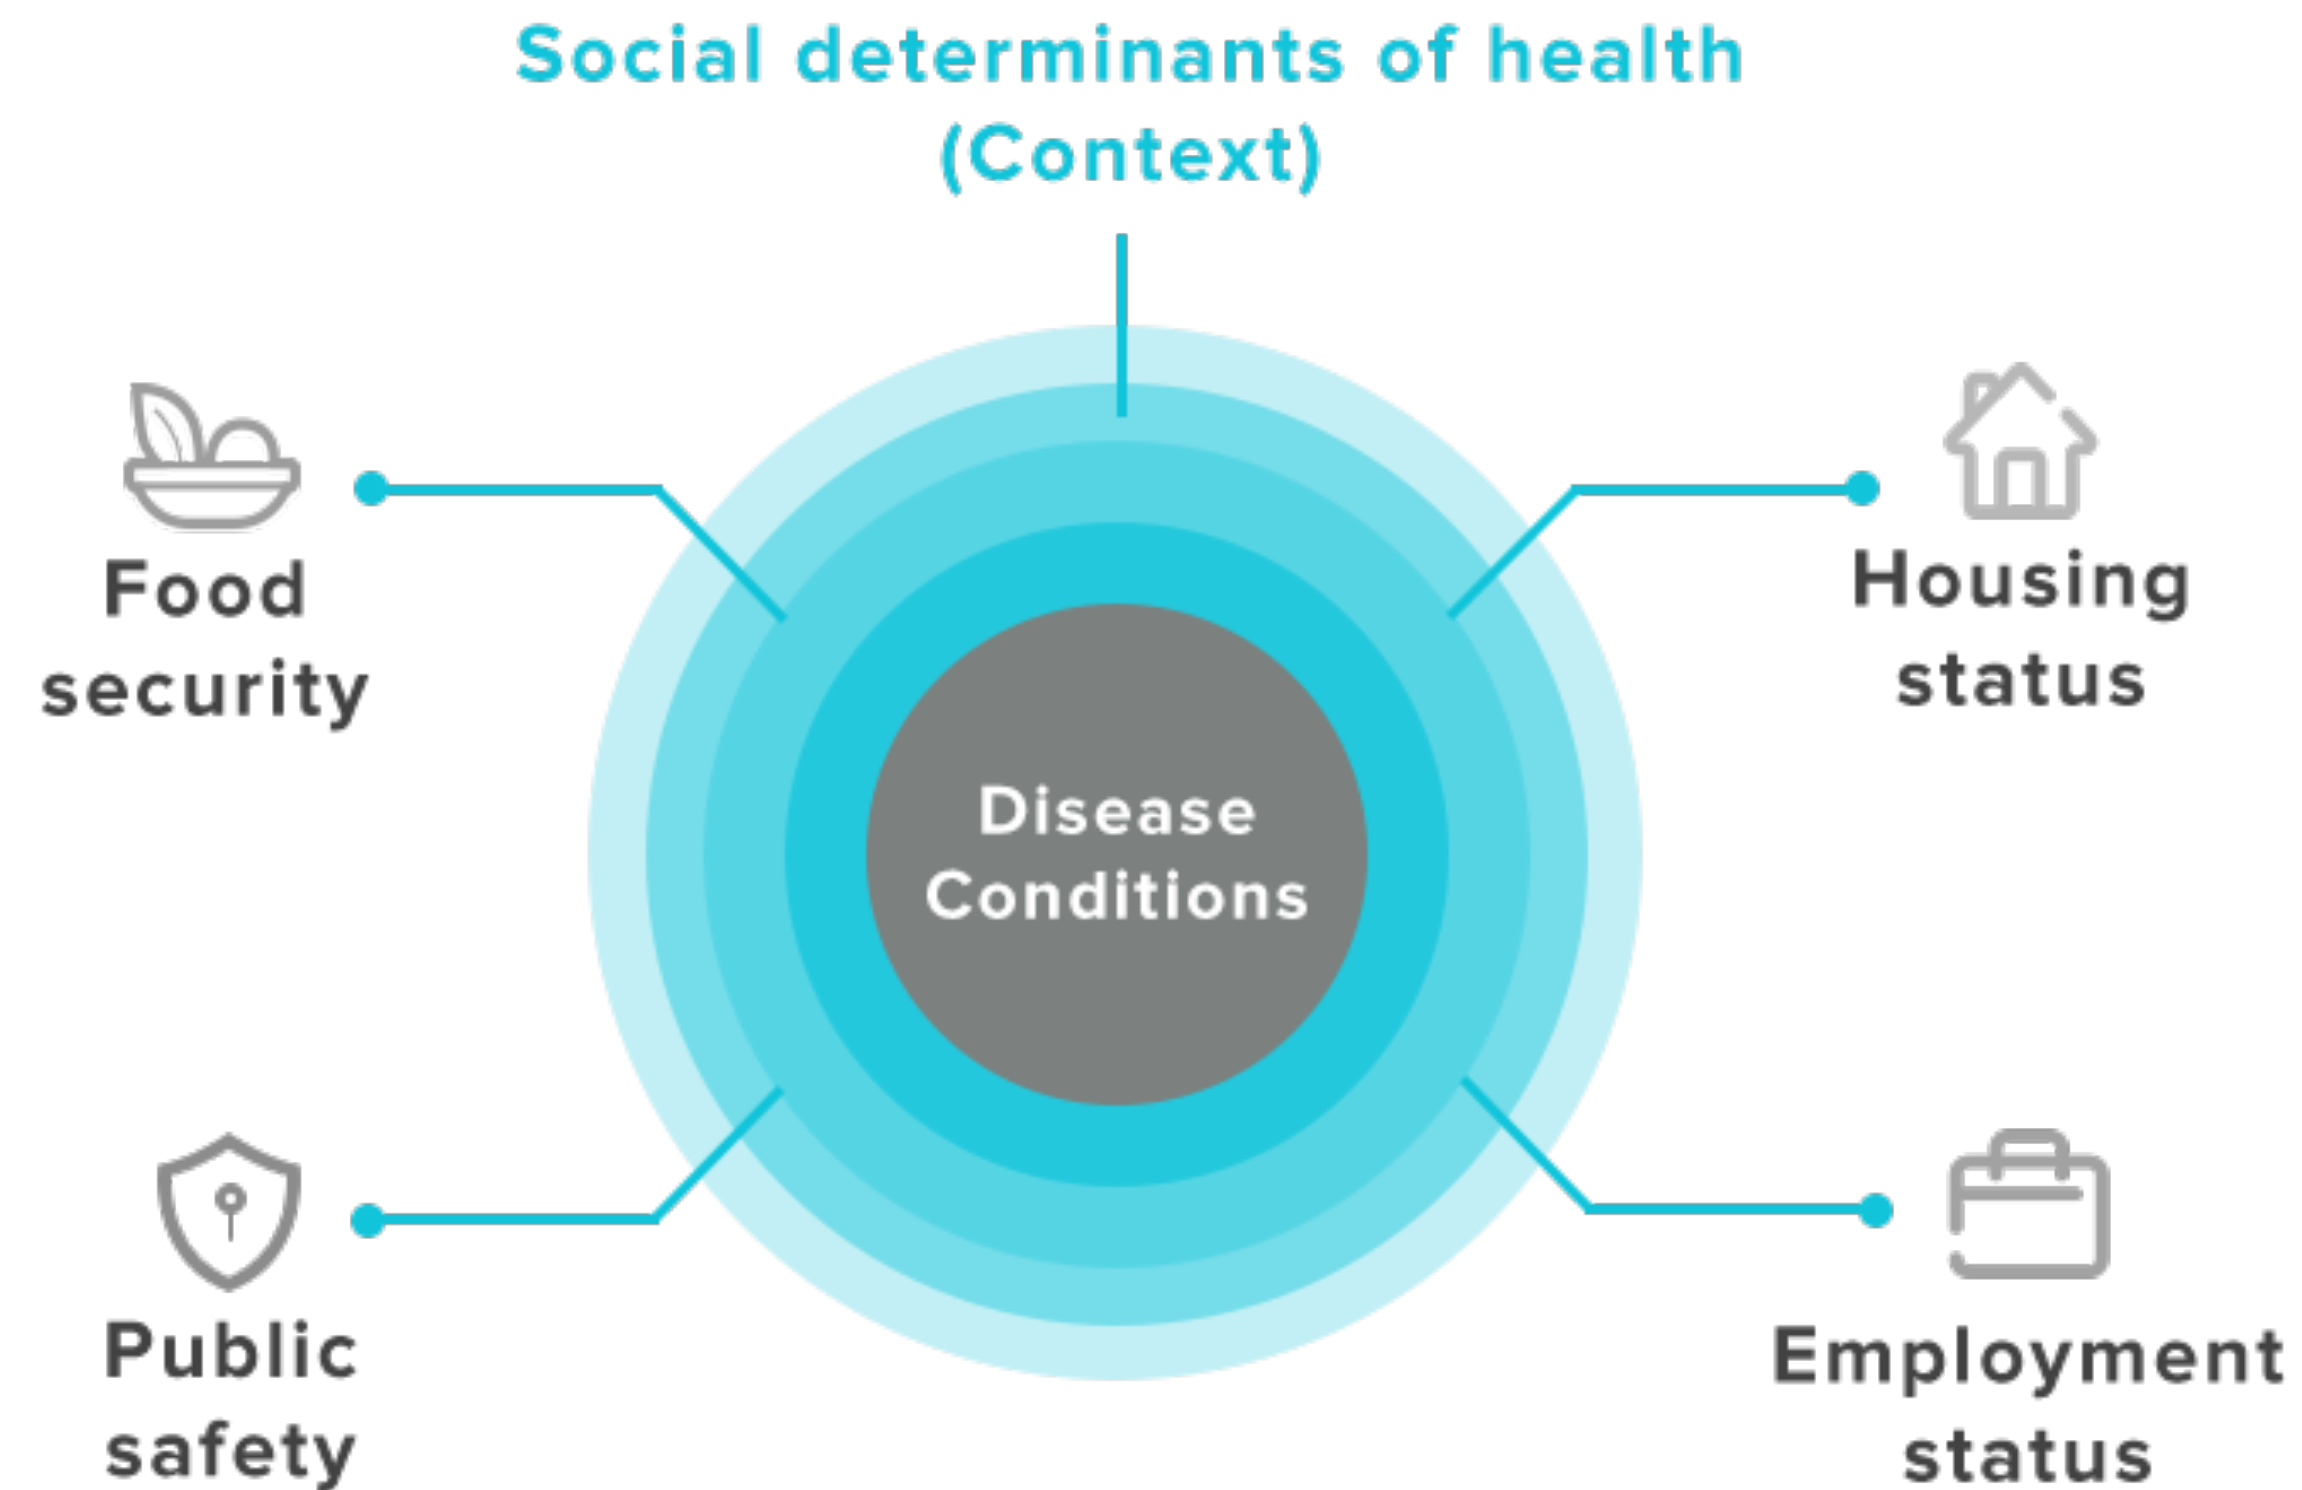 Social determinants of health
(Context)
Food
security
Housing
status
Disease
Conditions
Public
safety
Employment
status